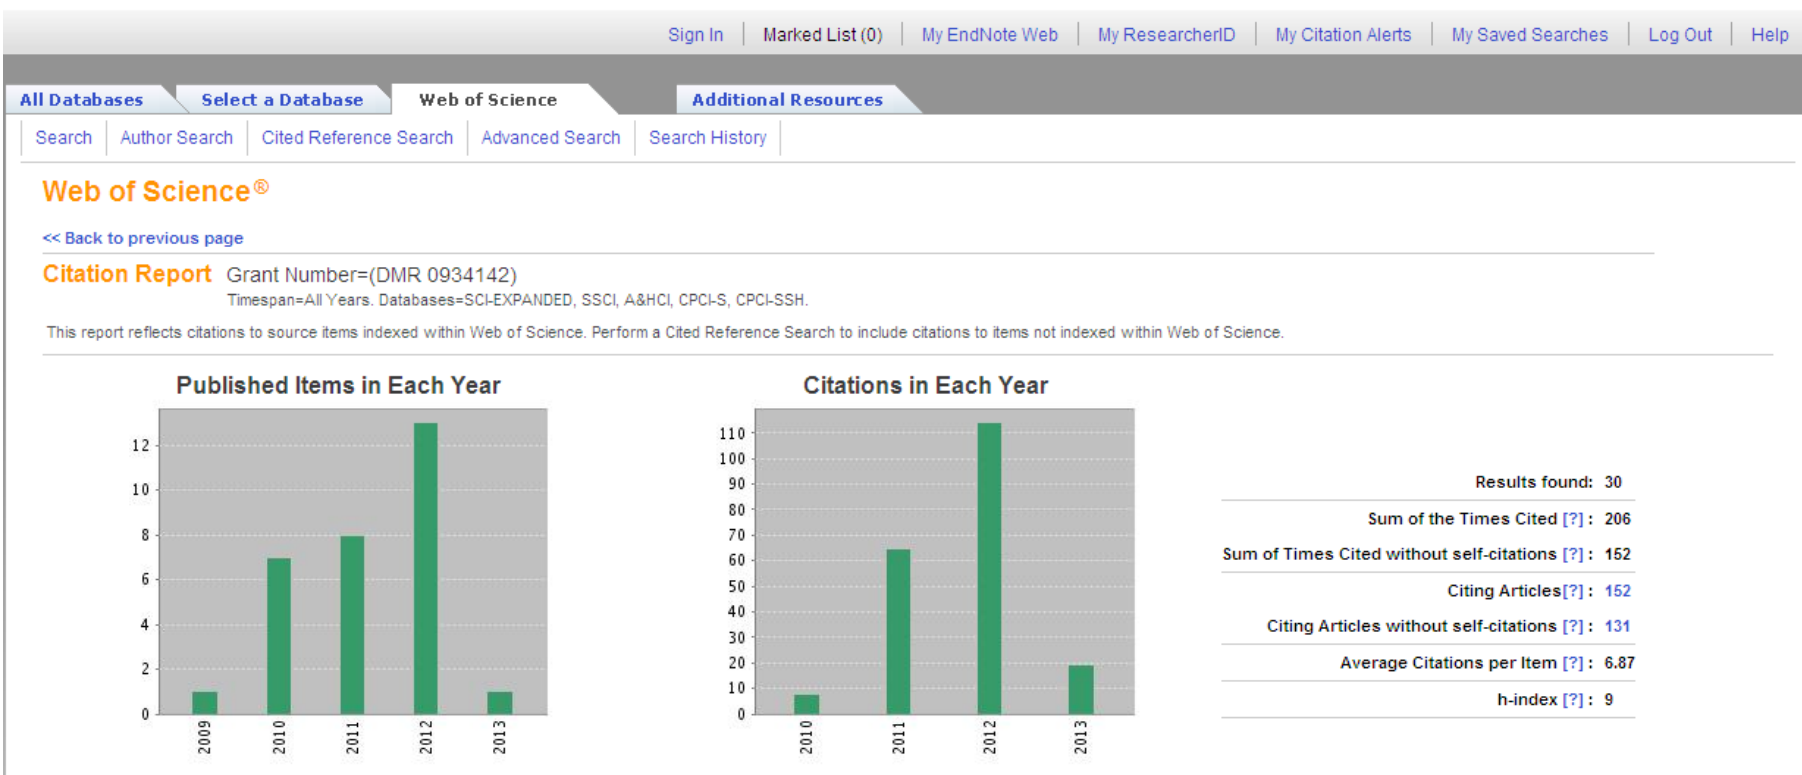 Sign In Marked List (0) My EndNote Web My ResearcherID My Citation Alerts My Saved Searches Log Out Help
All Databases Select a Database Web of Science Additional Resources
Search Author Search Cited Reference Search Advanced Search Search History
Web of Science®
<< Back to previous page
Citation Report Grant Number=(DMR 0934142)
Timespan=All Years. Databases=SCI-EXPANDED, SSCI, A&HCI, CPCI-S, CPCI-SSH.
This report reflects citations to source items indexed within Web of Science. Perform a Cited Reference Search to include citations to items not indexed within Web of Science.
Published Items in Each Year
12
10
8
6
4
2
0
2009 2010 2011 2012 2013
Citations in Each Year
110
100
90
80
70
60
50
40
30
20
10
0
2010 2011 2012 2013
Results found: 30
Sum of the Times Cited [?] : 206
Sum of Times Cited without self-citations [?] : 152
Citing Articles[?] : 152
Citing Articles without self-citations [?] : 131
Average Citations per Item [?] : 6.87
h-index [?] : 9